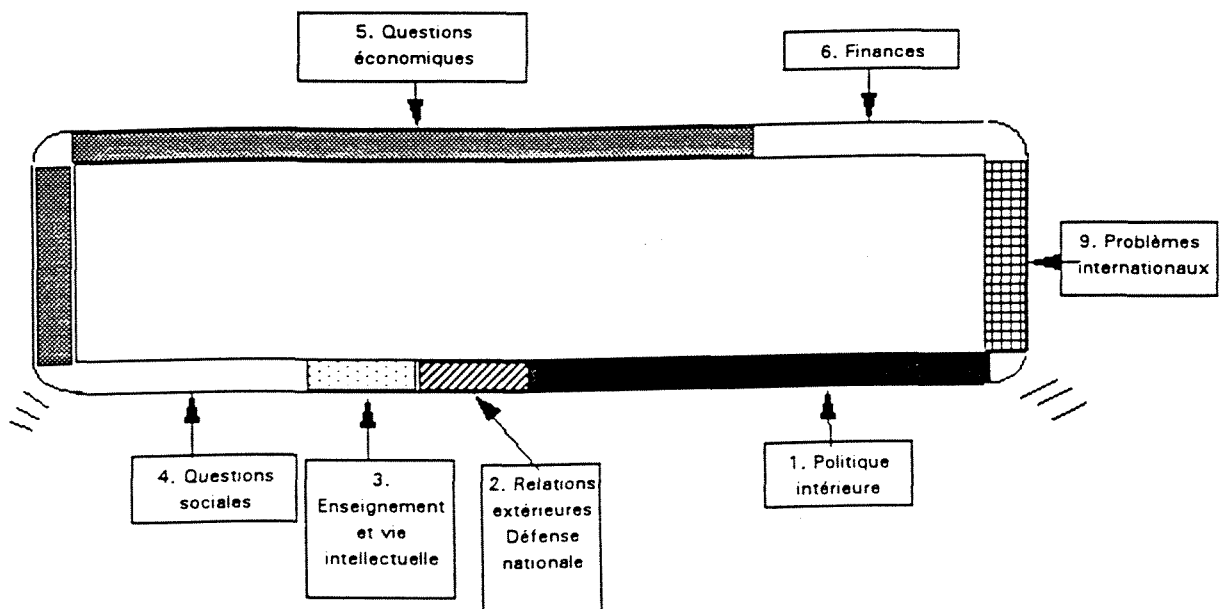 5. Questions
économiques
6. Finances
9. Problèmes
internationaux
4. Questions
sociales
3.
Enseignement
et vie
intellectuelle
2. Relations
extérieures
Défense
nationale
1. Politique
intérieure